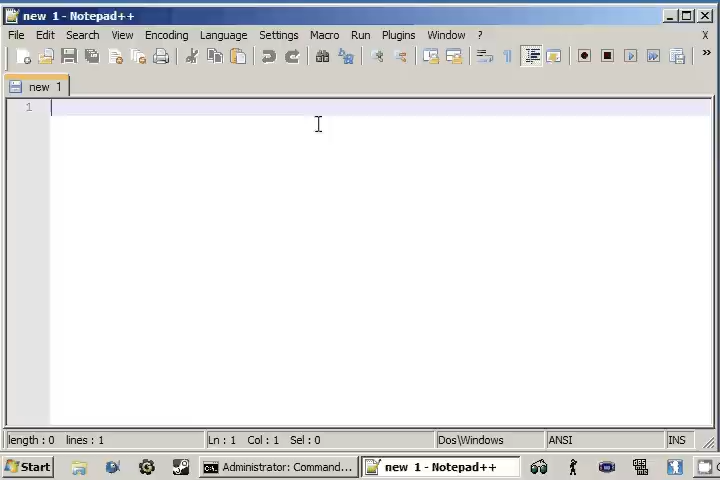 new 1 - Notepad++
File Edit Search View Encoding Language Settings Macro Run Plugins Window ? X
new 1
1
length : 0 lines : 1 Ln : 1 Col : 1 Sel : 0 Dos\Windows ANSI INS
Start Administrator: Command... new 1 - Notepad++